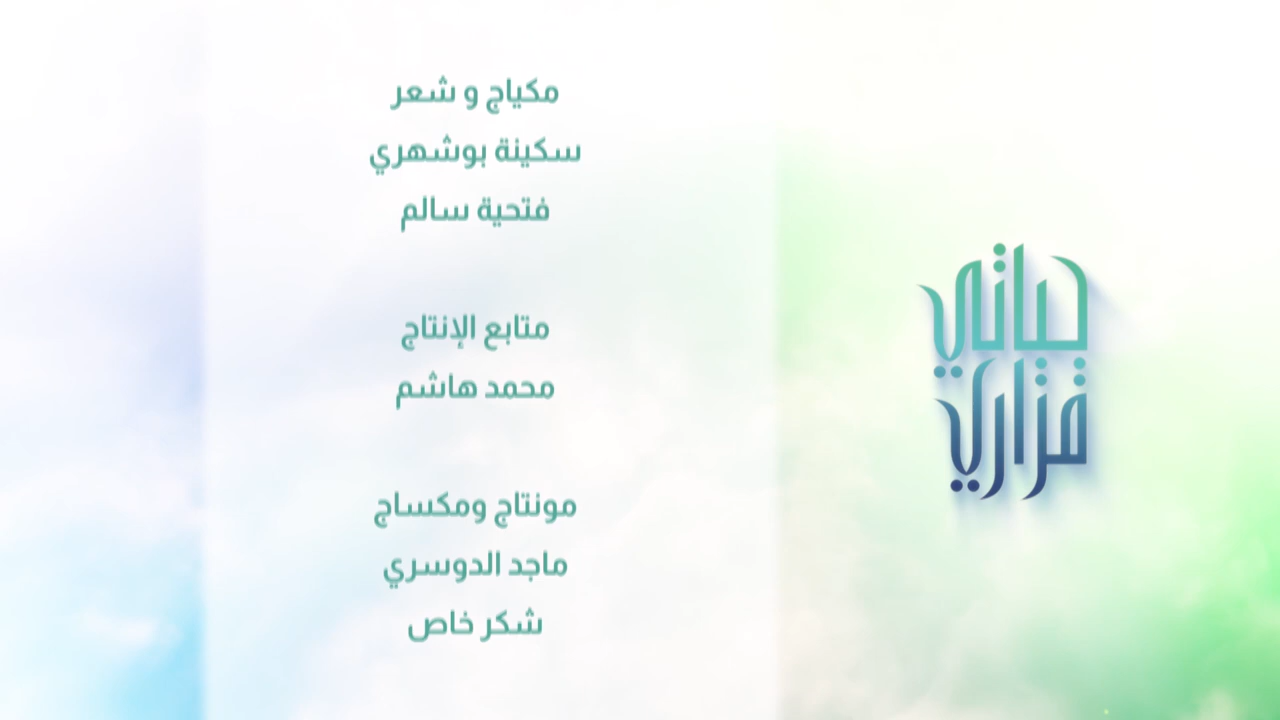 مكياج و شعر
سكينة بوشهري
فتحية سالم
متابع الإنتاج
محمد هاشم
مونتاج ومكساج
ماجد الدوسري
شكر خاص
حياتي
قراري